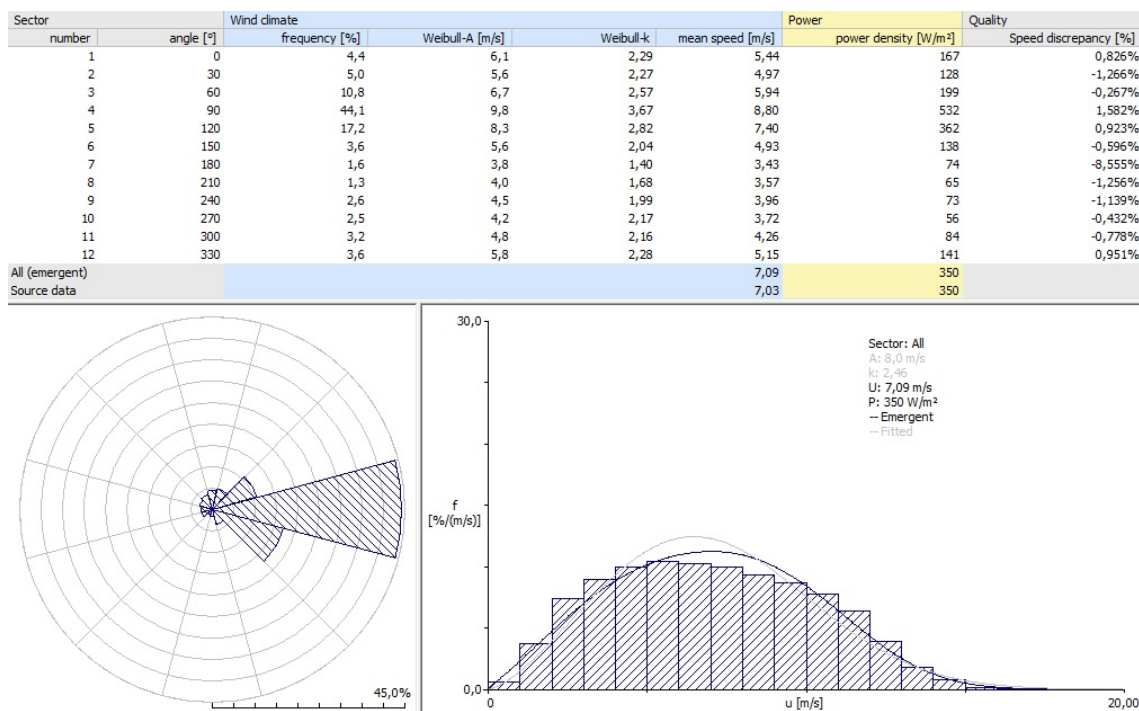 Sector Wind climate Power Quality
number angle [°] frequency [%] Weibull-A [m/s] Weibull-k mean speed [m/s] power density [W/m²] Speed discrepancy [%]
1 0 4,4 6,1 2,29 5,44 167 0,826%
2 30 5,0 5,6 2,27 4,97 128 -1,266%
3 60 10,8 6,7 2,57 5,94 199 -0,267%
4 90 44,1 9,8 3,67 8,80 532 1,582%
5 120 17,2 8,3 2,82 7,40 362 0,923%
6 150 3,6 5,6 2,04 4,93 138 -0,596%
7 180 1,6 3,8 1,40 3,43 74 -8,555%
8 210 1,3 4,0 1,68 3,57 65 -1,256%
9 240 2,6 4,5 1,99 3,96 73 -1,139%
10 270 2,5 4,2 2,17 3,72 56 -0,432%
11 300 3,2 4,8 2,16 4,26 84 -0,778%
12 330 3,6 5,8 2,28 5,15 141 0,951%
All (emergent) 7,09 350
Source data 7,03 350
45,0%
30,0
Sector: All
A: 8,0 m/s
k: 2,46
U: 7,09 m/s
P: 350 W/m²
-- Emergent
-- Fitted
f
[%/(m/s)]
0,0
0 u [m/s] 20,00